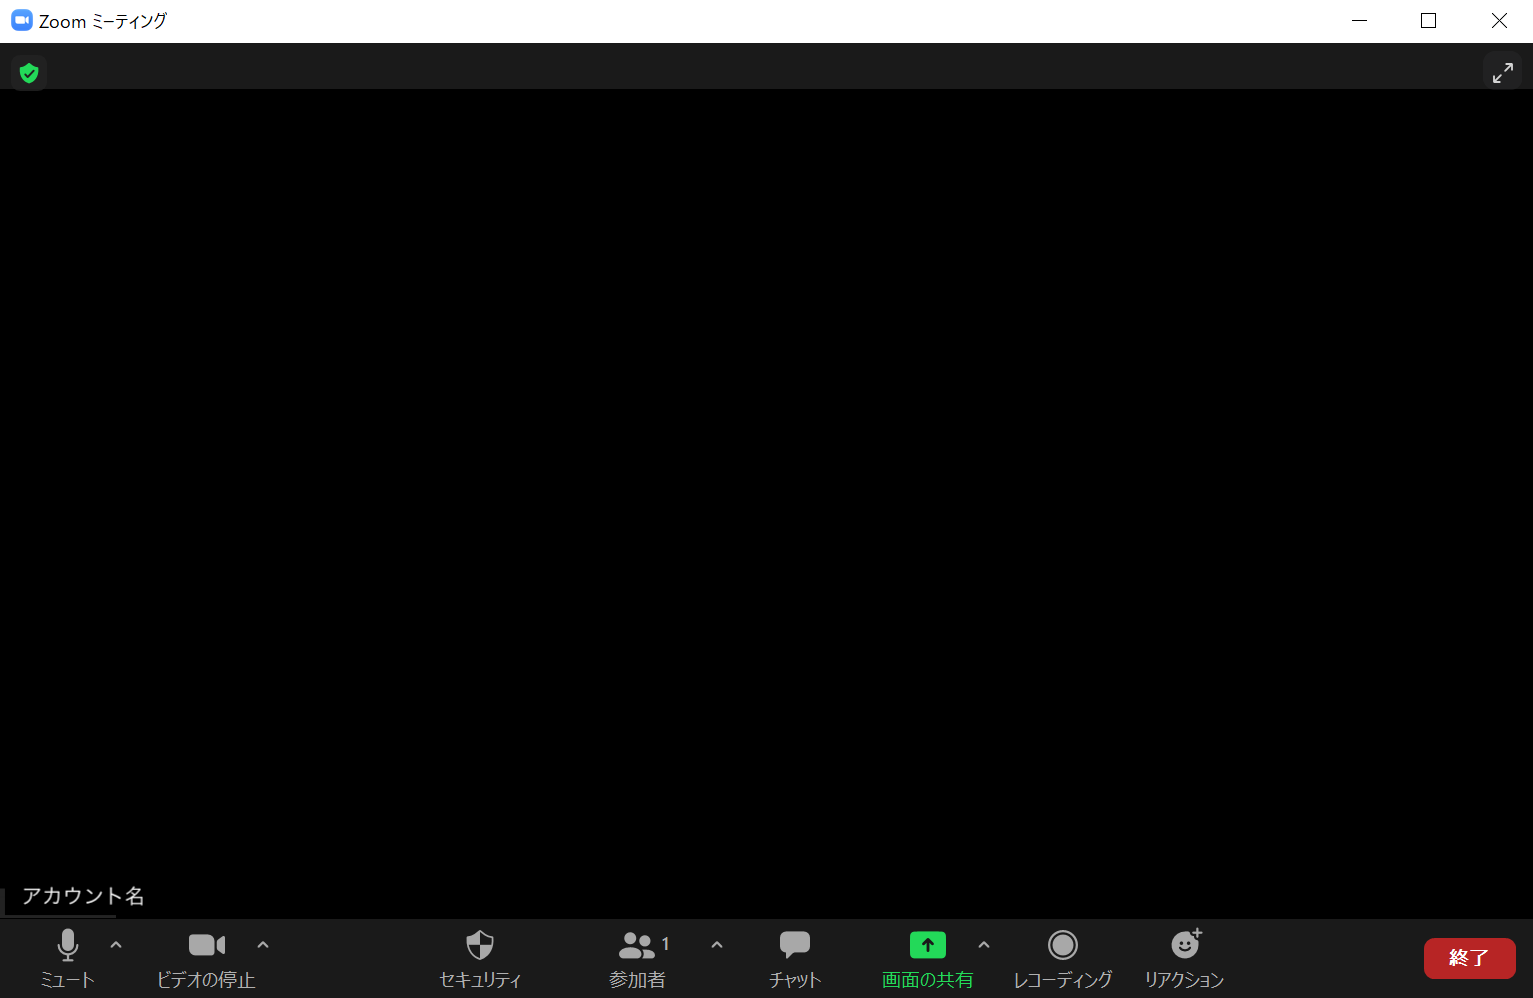 Zoom ミーティング
アカウント名
ミュート
ビデオの停止
セキュリティ
1
参加者
チャット
画面の共有
レコーディング
リアクション
終了